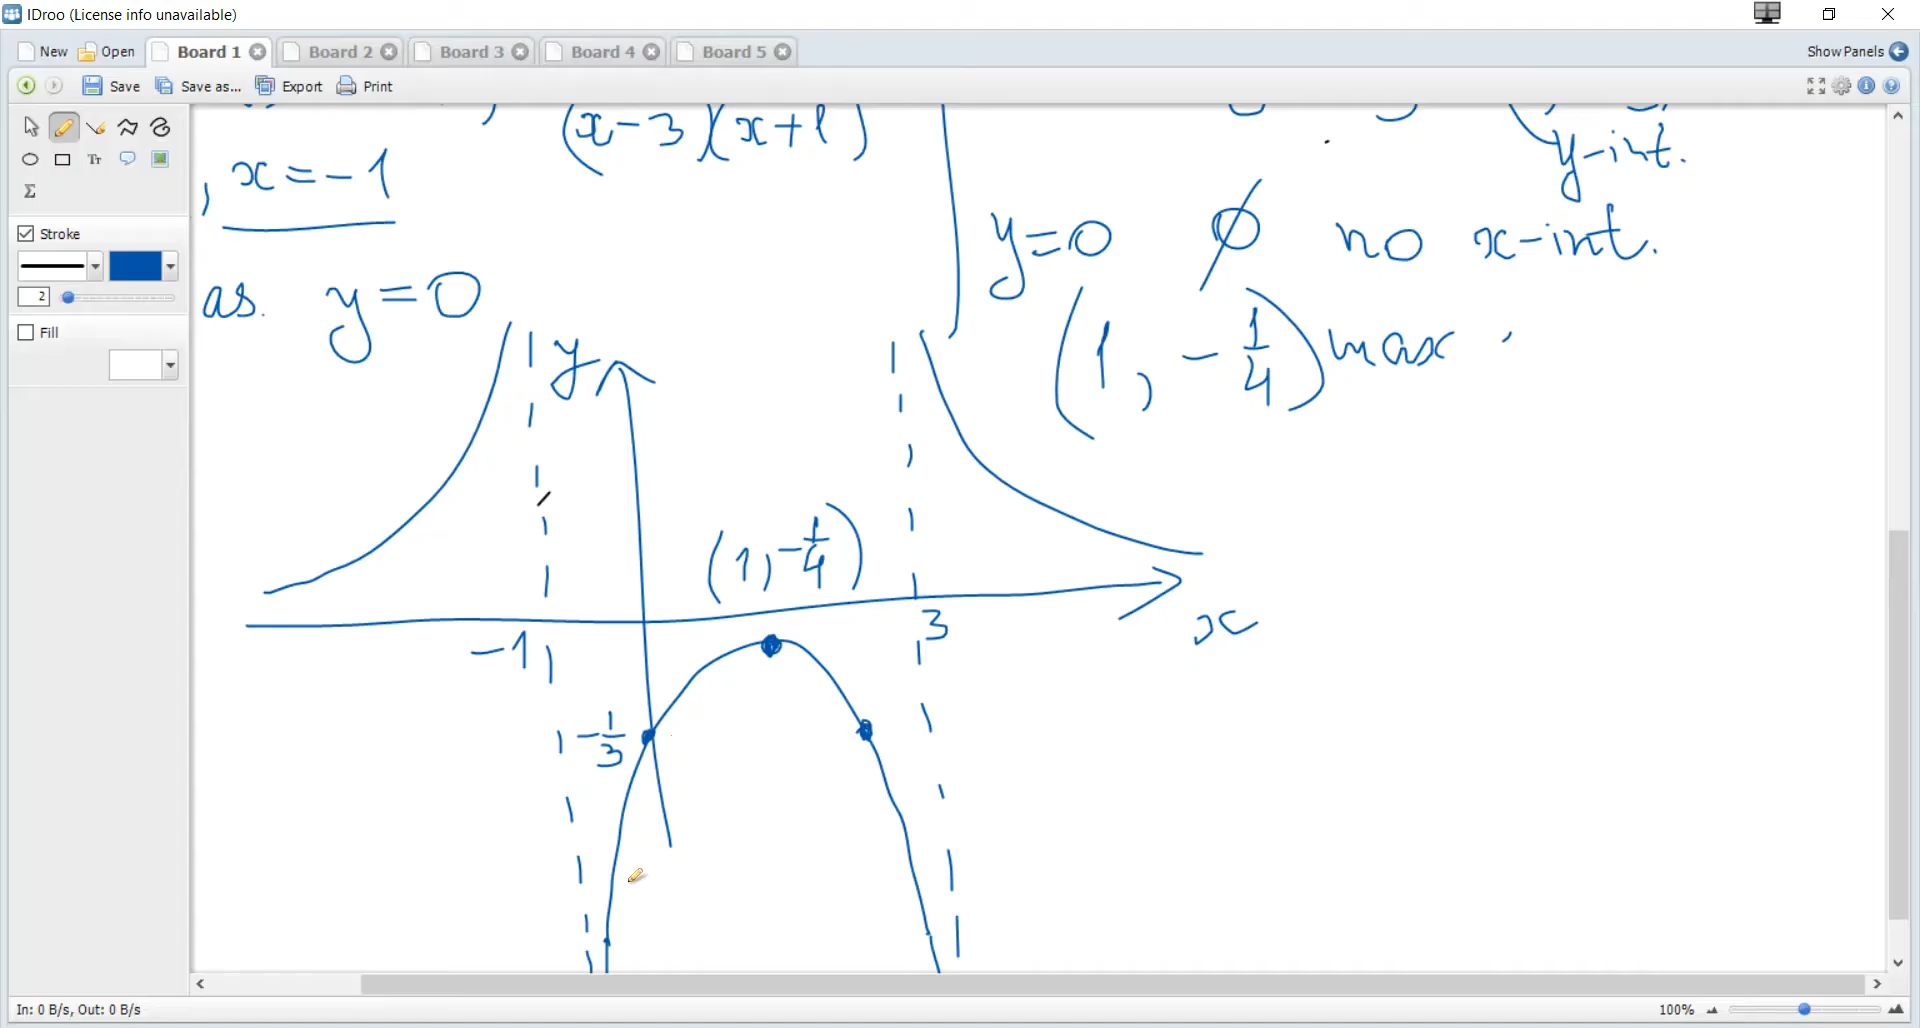 IDroo (License info unavailable)
New Open Board 1 Board 2 Board 3 Board 4 Board 5 Show Panels
Save Save as... Export Print
(x-3)(x+1)
, x=-1
y-int.
Stroke
2
Fill
as. y=0
y=0 ∅ no x-int.
(1, -1/4) max
y
(1, -1/4)
-1
3
x
-1/3
In: 0 B/s, Out: 0 B/s 100%